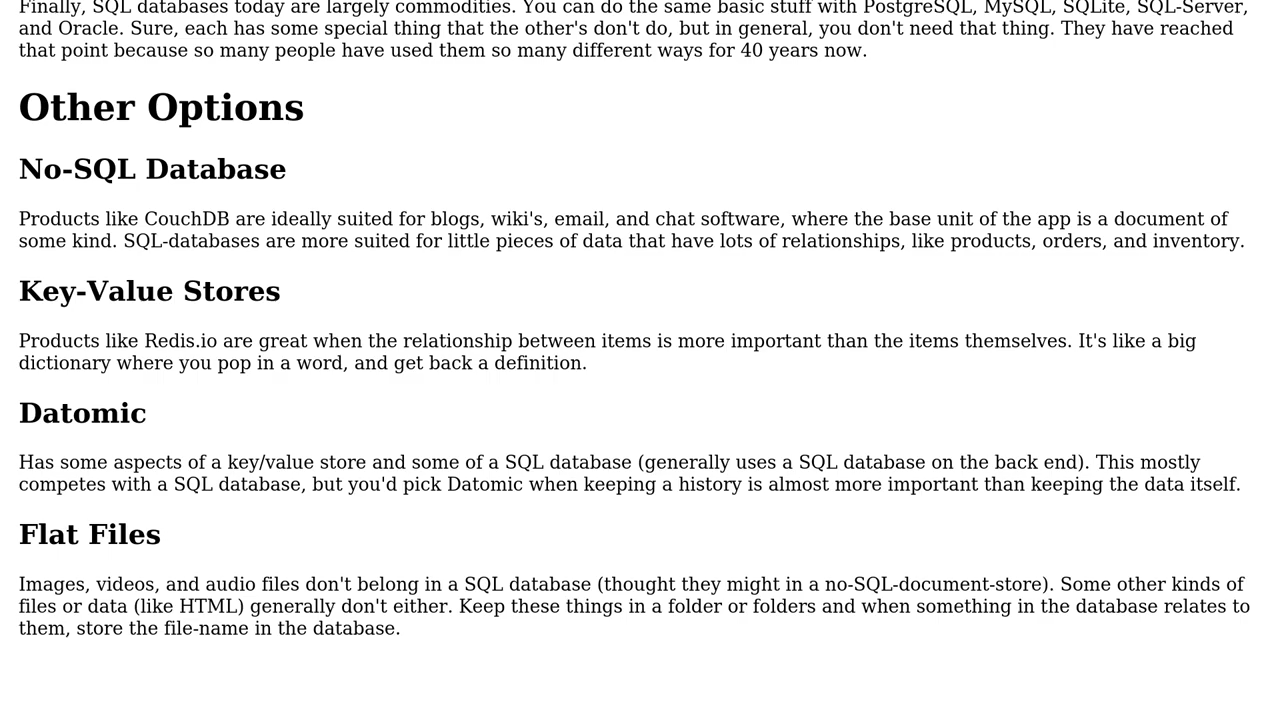 Finally, SQL databases today are largely commodities. You can do the same basic stuff with PostgreSQL, MySQL, SQLite, SQL-Server,
and Oracle. Sure, each has some special thing that the other's don't do, but in general, you don't need that thing. They have reached
that point because so many people have used them so many different ways for 40 years now.
Other Options
No-SQL Database
Products like CouchDB are ideally suited for blogs, wiki's, email, and chat software, where the base unit of the app is a document of
some kind. SQL-databases are more suited for little pieces of data that have lots of relationships, like products, orders, and inventory.
Key-Value Stores
Products like Redis.io are great when the relationship between items is more important than the items themselves. It's like a big
dictionary where you pop in a word, and get back a definition.
Datomic
Has some aspects of a key/value store and some of a SQL database (generally uses a SQL database on the back end). This mostly
competes with a SQL database, but you'd pick Datomic when keeping a history is almost more important than keeping the data itself.
Flat Files
Images, videos, and audio files don't belong in a SQL database (thought they might in a no-SQL-document-store). Some other kinds of
files or data (like HTML) generally don't either. Keep these things in a folder or folders and when something in the database relates to
them, store the file-name in the database.